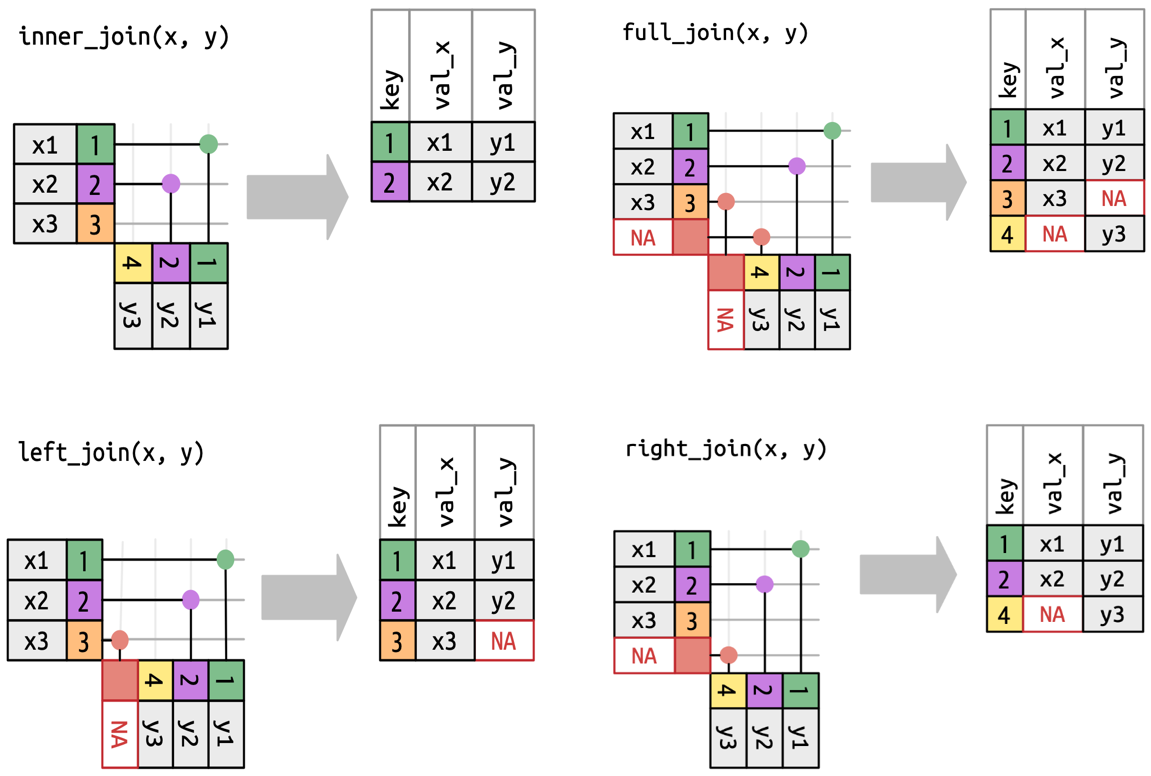 inner_join(x, y)
key val_x val_y
1 x1 y1
2 x2 y2
x1 1
x2 2
x3 3
4 2 1
y3 y2 y1
full_join(x, y)
key val_x val_y
1 x1 y1
2 x2 y2
3 x3 NA
4 NA y3
x1 1
x2 2
x3 3
NA
4 2 1
NA y3 y2 y1
left_join(x, y)
key val_x val_y
1 x1 y1
2 x2 y2
3 x3 NA
x1 1
x2 2
x3 3
4 2 1
NA y3 y2 y1
right_join(x, y)
key val_x val_y
1 x1 y1
2 x2 y2
4 NA y3
x1 1
x2 2
x3 3
NA
4 2 1
y3 y2 y1